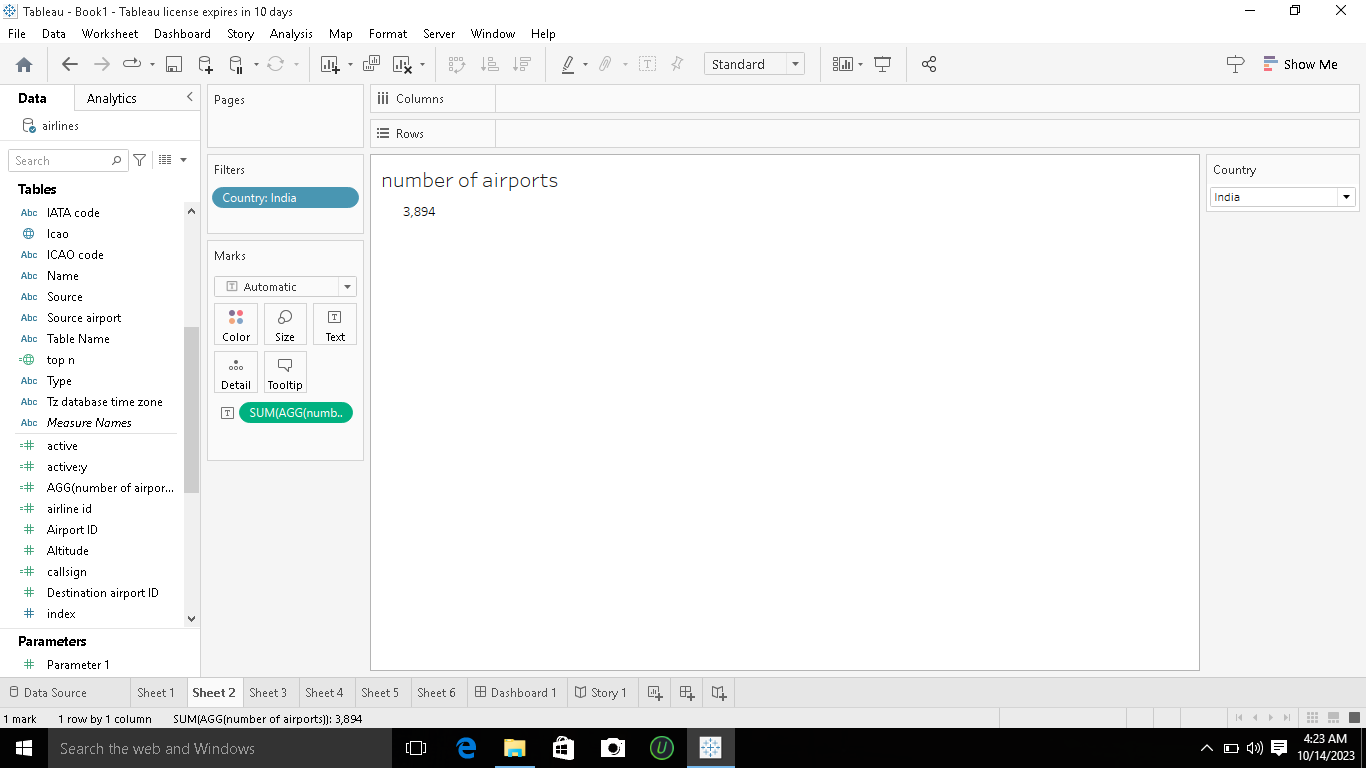 Tableau - Book1 - Tableau license expires in 10 days
File Data Worksheet Dashboard Story Analysis Map Format Server Window Help
Standard
Show Me
Data Analytics
airlines
Search
Tables
Abc IATA code
Icao
Abc ICAO code
Abc Name
Abc Source
Abc Source airport
Abc Table Name
top n
Abc Type
Abc Tz database time zone
Abc Measure Names
active
active:y
AGG(number of airpor...
airline id
Airport ID
Altitude
callsign
Destination airport ID
index
Parameters
Parameter 1
Pages
Filters
Country: India
Marks
Automatic
Color Size Text
Detail Tooltip
SUM(AGG(numb..
Columns
Rows
number of airports
3,894
Country
India
Data Source Sheet 1 Sheet 2 Sheet 3 Sheet 4 Sheet 5 Sheet 6 Dashboard 1 Story 1
1 mark 1 row by 1 column SUM(AGG(number of airports)): 3,894
Search the web and Windows
4:23 AM
10/14/2023